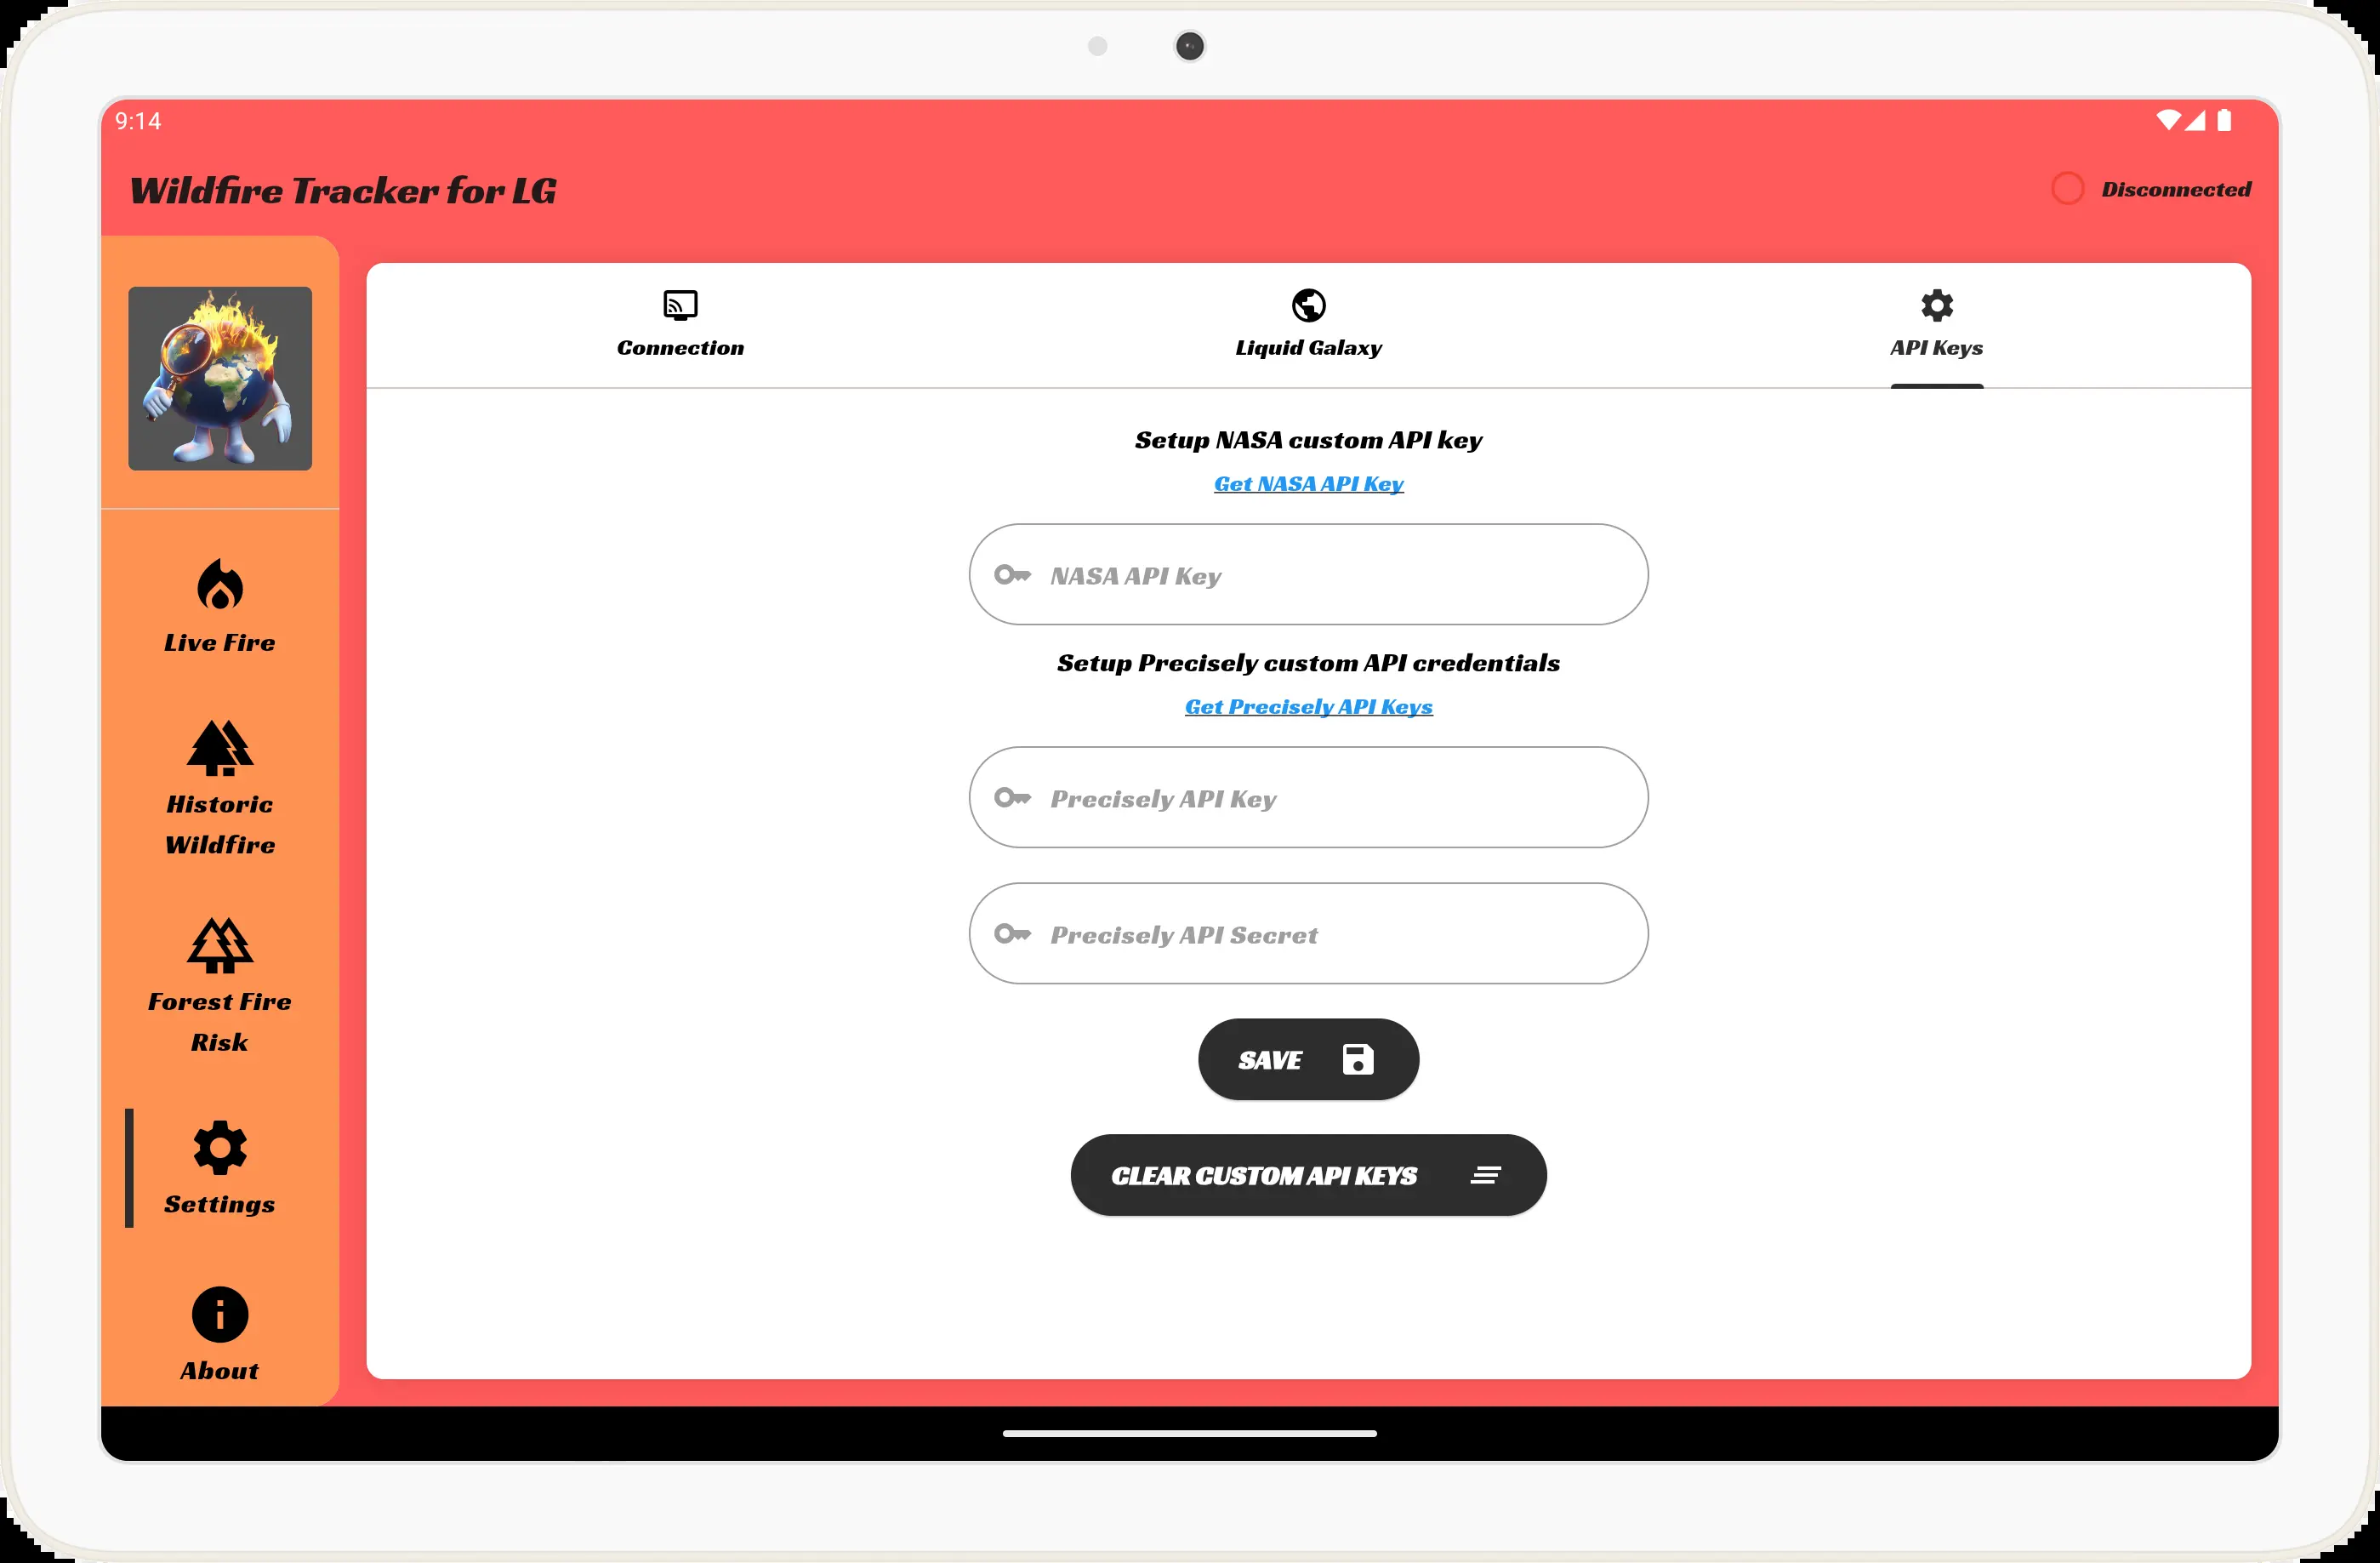 9:14
Wildfire Tracker for LG
Disconnected
Connection
Liquid Galaxy
API Keys
Setup NASA custom API key
Get NASA API Key
NASA API Key
Setup Precisely custom API credentials
Get Precisely API Keys
Precisely API Key
Precisely API Secret
SAVE
CLEAR CUSTOM API KEYS
Live Fire
Historic
Wildfire
Forest Fire
Risk
Settings
About